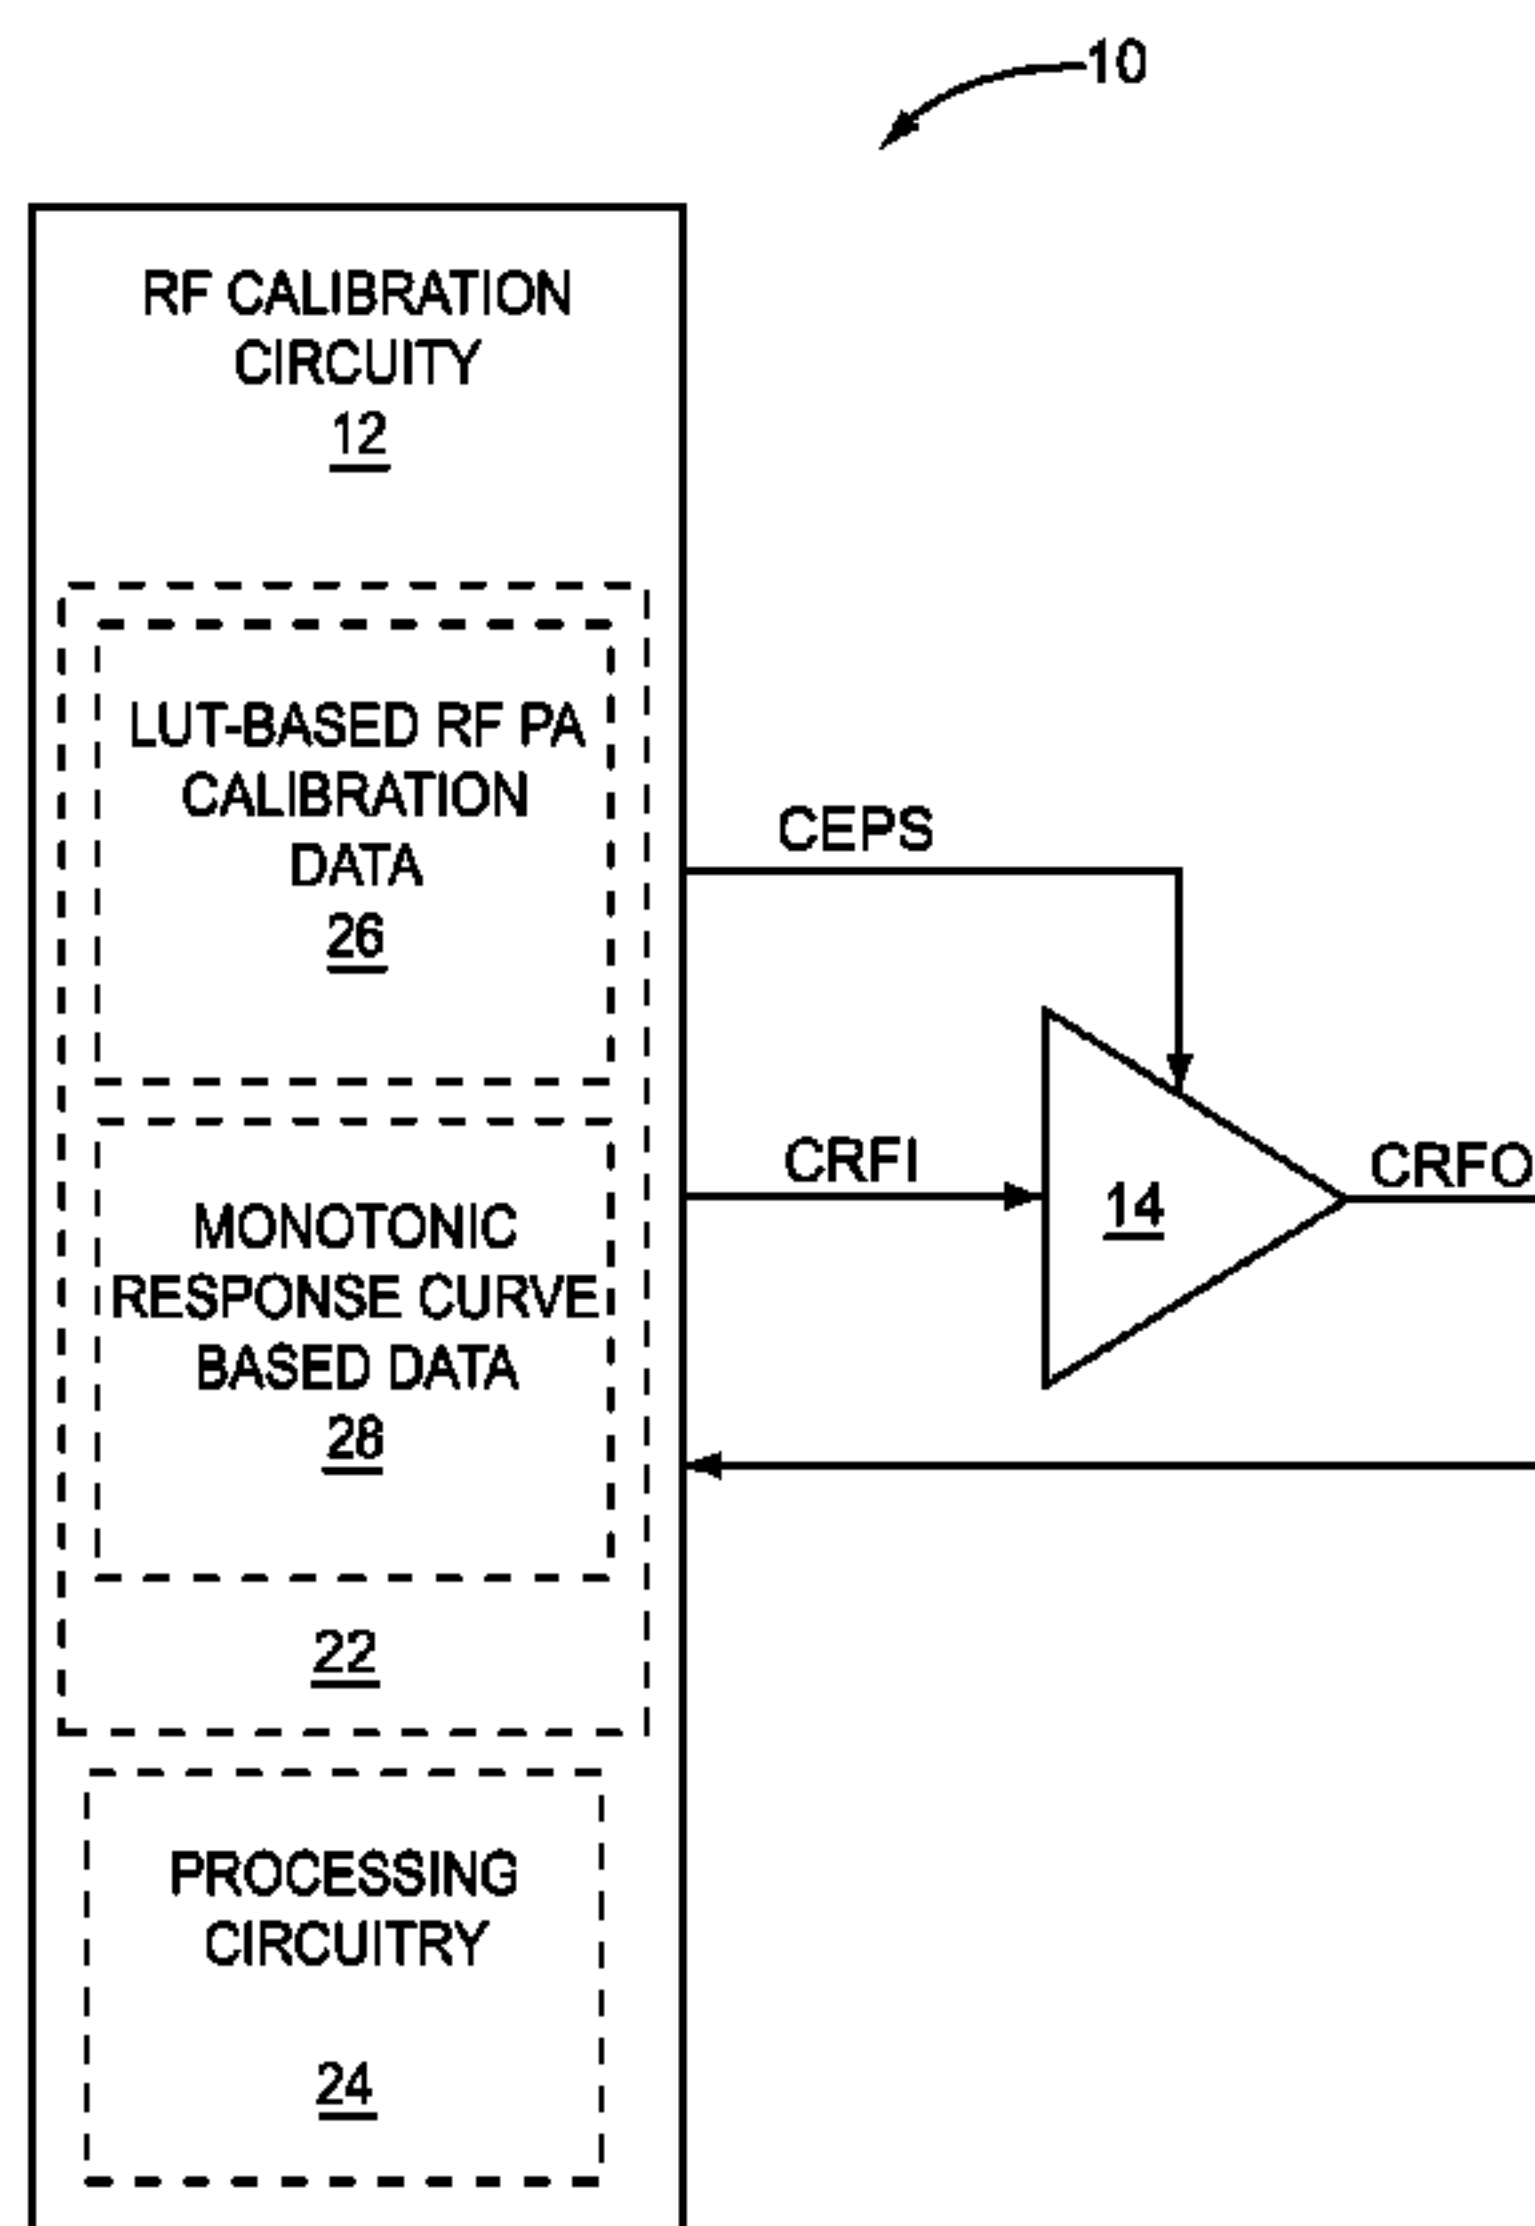 10
RF CALIBRATION
CIRCUITY
12
LUT-BASED RF PA
CALIBRATION
DATA
26
CEPS
CRFI
14
CRFO
MONOTONIC
RESPONSE CURVE
BASED DATA
28
22
PROCESSING
CIRCUITRY
24